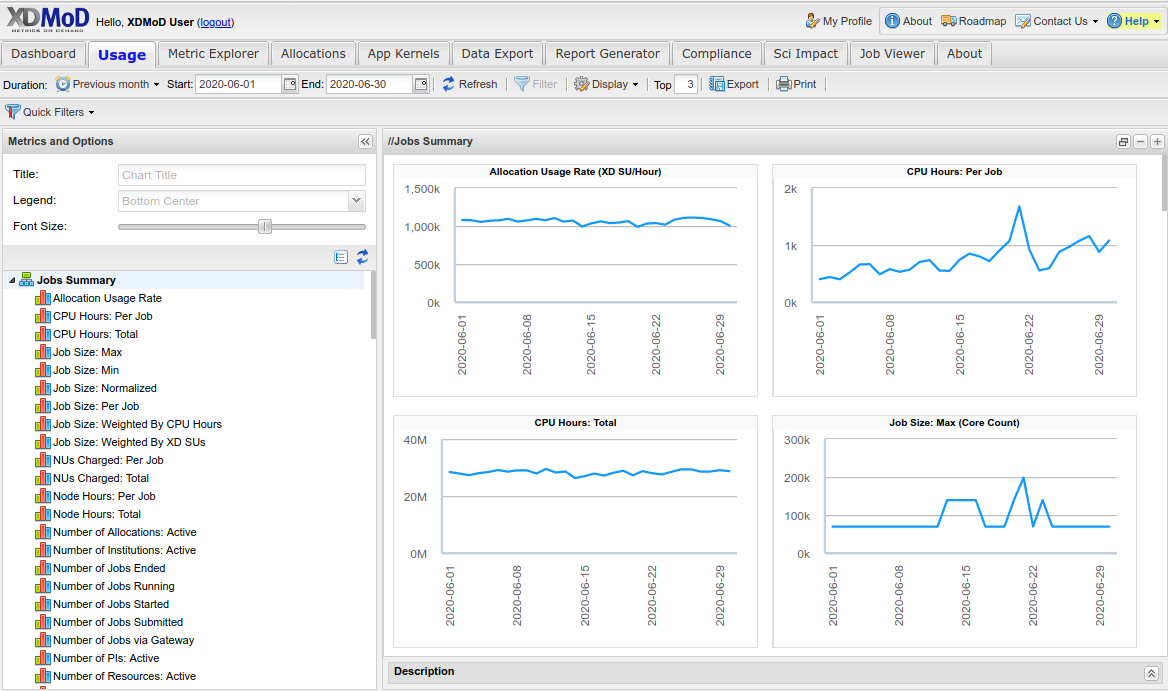 XDMoD
METRICS ON DEMAND
Hello, XDMoD User (logout)
My Profile About Roadmap Contact Us Help
Dashboard Usage Metric Explorer Allocations App Kernels Data Export Report Generator Compliance Sci Impact Job Viewer About
Duration: Previous month Start: 2020-06-01 End: 2020-06-30 Refresh Filter Display Top 3 Export Print
Quick Filters
Metrics and Options
Title: Chart Title
Legend: Bottom Center
Font Size:
Jobs Summary
Allocation Usage Rate
CPU Hours: Per Job
CPU Hours: Total
Job Size: Max
Job Size: Min
Job Size: Normalized
Job Size: Per Job
Job Size: Weighted By CPU Hours
Job Size: Weighted By XD SUs
NUs Charged: Per Job
NUs Charged: Total
Node Hours: Per Job
Node Hours: Total
Number of Allocations: Active
Number of Institutions: Active
Number of Jobs Ended
Number of Jobs Running
Number of Jobs Started
Number of Jobs Submitted
Number of Jobs via Gateway
Number of PIs: Active
Number of Resources: Active
//Jobs Summary
Allocation Usage Rate (XD SU/Hour)
1,500k
1,000k
500k
0k
2020-06-01
2020-06-08
2020-06-15
2020-06-22
2020-06-29
CPU Hours: Per Job
2k
1k
0k
2020-06-01
2020-06-08
2020-06-15
2020-06-22
2020-06-29
CPU Hours: Total
40M
20M
0M
2020-06-01
2020-06-08
2020-06-15
2020-06-22
2020-06-29
Job Size: Max (Core Count)
300k
200k
100k
0k
2020-06-01
2020-06-08
2020-06-15
2020-06-22
2020-06-29
Description